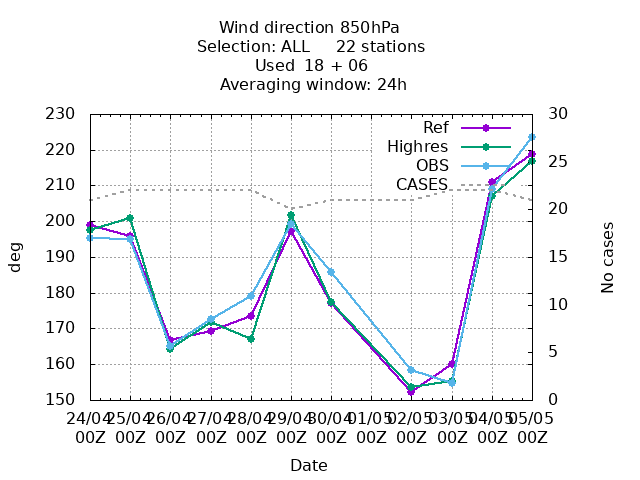 Wind direction 850hPa
Selection: ALL     22 stations
Used  18 + 06
Averaging window: 24h
230
220
210
200
190
180
170
160
150
deg
30
25
20
15
10
5
0
No cases
Ref
Highres
OBS
CASES
24/04 25/04 26/04 27/04 28/04 29/04 30/04 01/05 02/05 03/05 04/05 05/05
00Z 00Z 00Z 00Z 00Z 00Z 00Z 00Z 00Z 00Z 00Z 00Z
Date